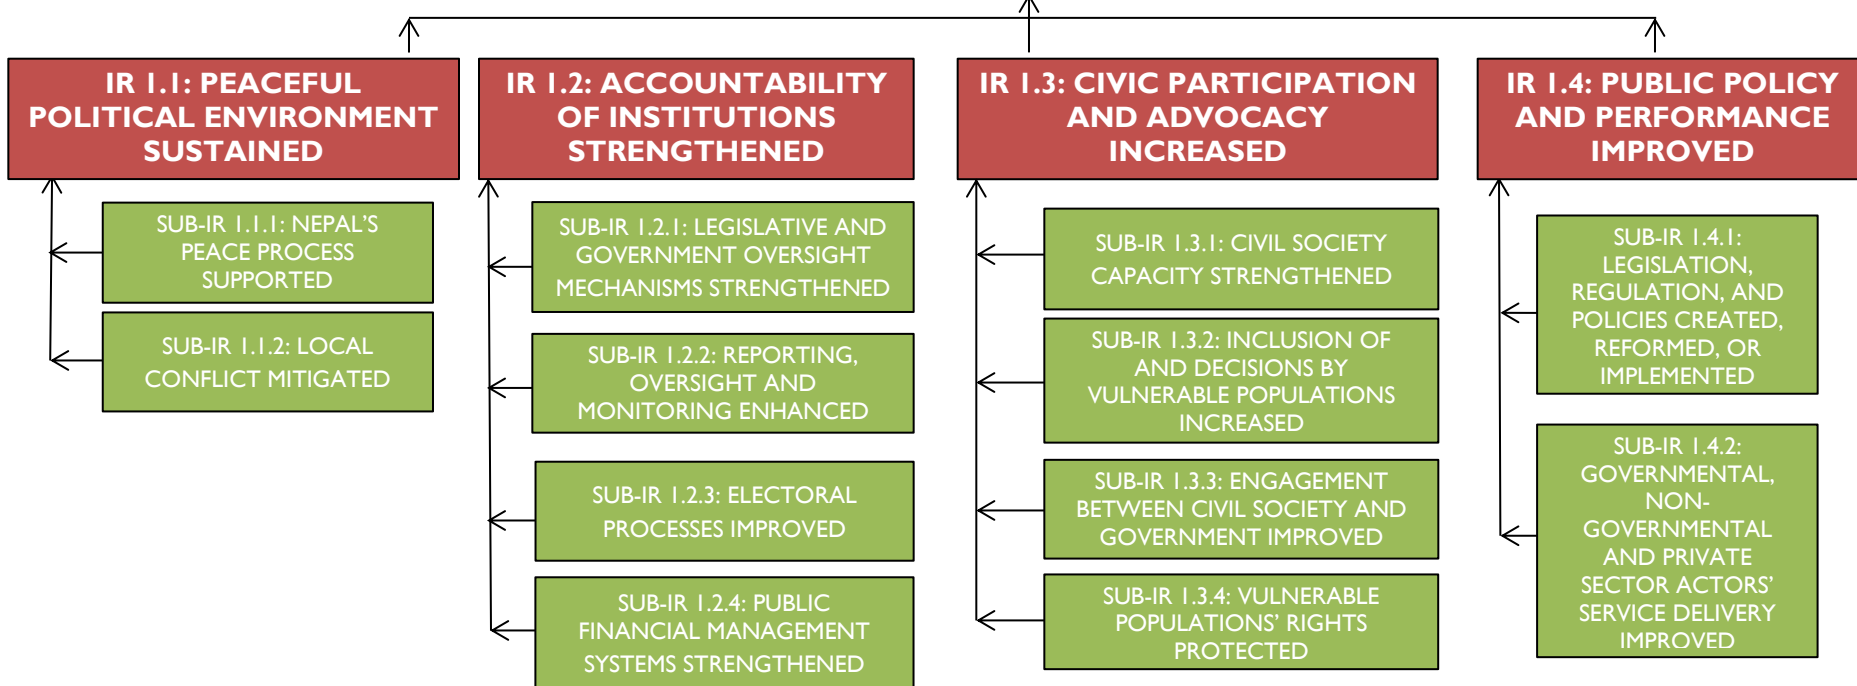 IR 1.1: PEACEFUL
POLITICAL ENVIRONMENT
SUSTAINED
SUB-IR 1.1.1: NEPAL'S
PEACE PROCESS
SUPPORTED
SUB-IR 1.1.2: LOCAL
CONFLICT MITIGATED
IR 1.2: ACCOUNTABILITY
OF INSTITUTIONS
STRENGTHENED
SUB-IR 1.2.1: LEGISLATIVE AND
GOVERNMENT OVERSIGHT
MECHANISMS STRENGTHENED
SUB-IR 1.2.2: REPORTING,
OVERSIGHT AND
MONITORING ENHANCED
SUB-IR 1.2.3: ELECTORAL
PROCESSES IMPROVED
SUB-IR 1.2.4: PUBLIC
FINANCIAL MANAGEMENT
SYSTEMS STRENGTHENED
IR 1.3: CIVIC PARTICIPATION
AND ADVOCACY
INCREASED
SUB-IR 1.3.1: CIVIL SOCIETY
CAPACITY STRENGTHENED
SUB-IR 1.3.2: INCLUSION OF
AND DECISIONS BY
VULNERABLE POPULATIONS
INCREASED
SUB-IR 1.3.3: ENGAGEMENT
BETWEEN CIVIL SOCIETY AND
GOVERNMENT IMPROVED
SUB-IR 1.3.4: VULNERABLE
POPULATIONS' RIGHTS
PROTECTED
IR 1.4: PUBLIC POLICY
AND PERFORMANCE
IMPROVED
SUB-IR 1.4.1:
LEGISLATION,
REGULATION, AND
POLICIES CREATED,
REFORMED, OR
IMPLEMENTED
SUB-IR 1.4.2:
GOVERNMENTAL,
NON-
GOVERNMENTAL
AND PRIVATE
SECTOR ACTORS'
SERVICE DELIVERY
IMPROVED